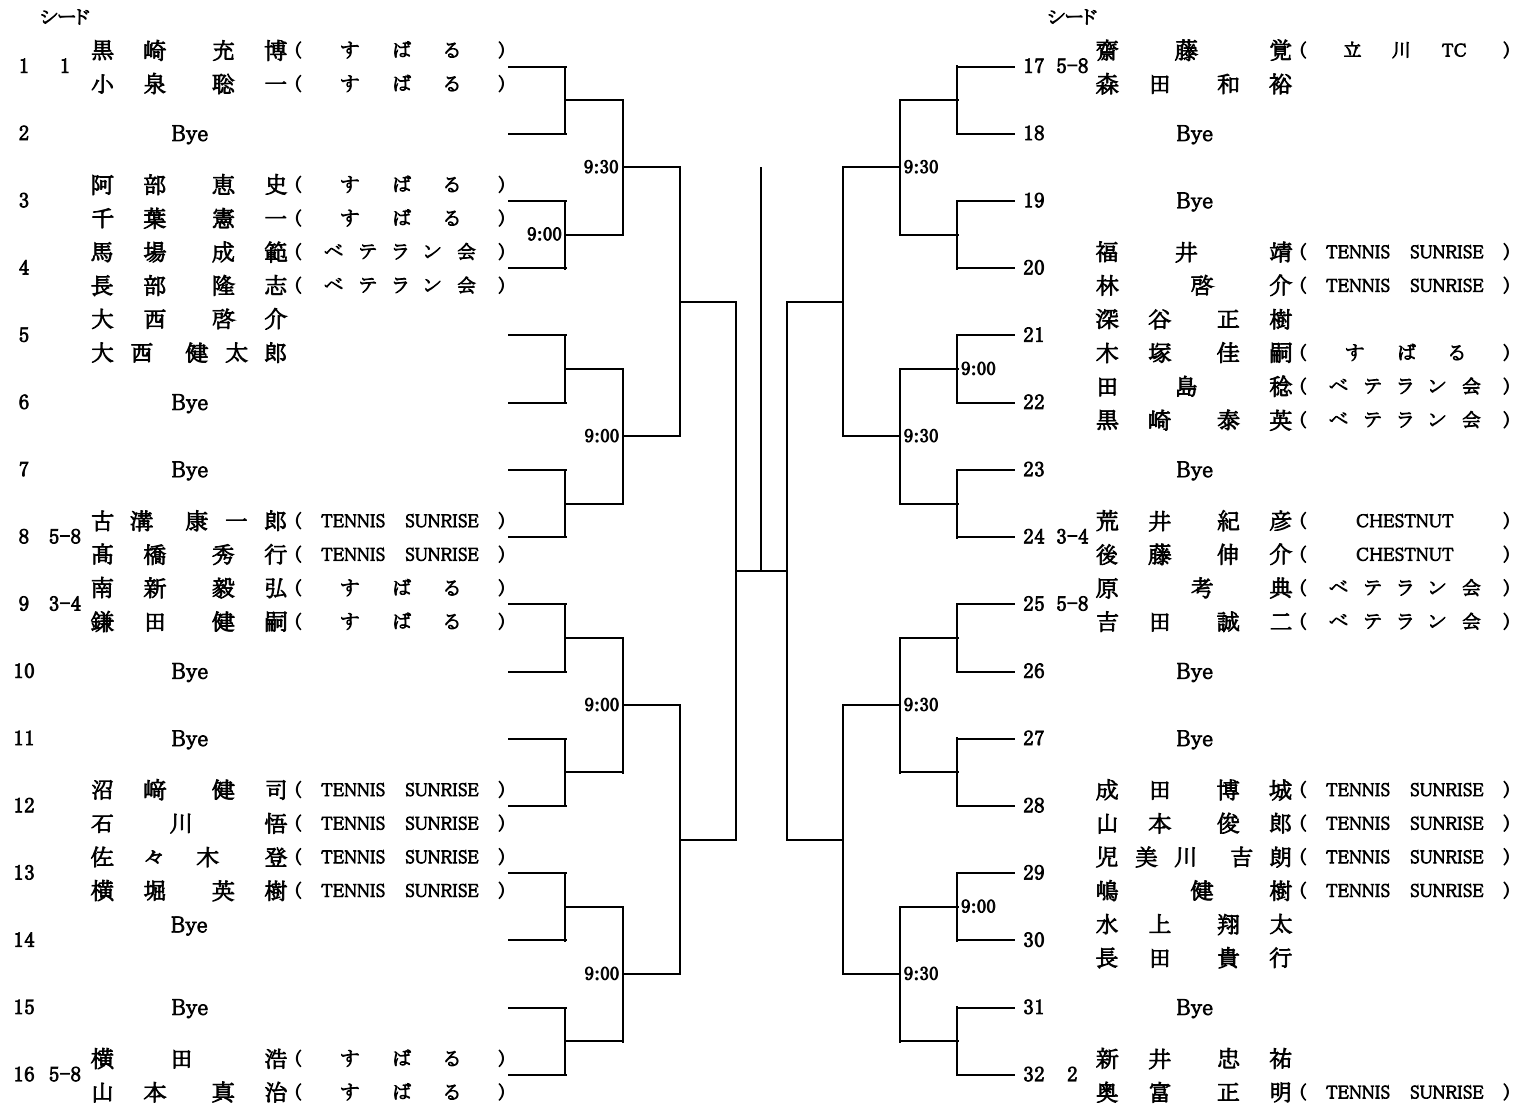 シード
1 1 黒崎充博(すばる)
小泉聡一(すばる)
2 Bye
9:30
3 阿部恵史(すばる)
千葉憲一(すばる)
9:00
4 馬場成範(ベテラン会)
長部隆志(ベテラン会)
5 大西啓介
大西健太郎
6 Bye
9:00
7 Bye
8 5-8 古溝康一郎(TENNIS SUNRISE)
髙橋秀行(TENNIS SUNRISE)
9 3-4 南新毅弘(すばる)
鎌田健嗣(すばる)
10 Bye
9:00
11 Bye
12 沼﨑健司(TENNIS SUNRISE)
石川悟(TENNIS SUNRISE)
13 佐々木登(TENNIS SUNRISE)
横堀英樹(TENNIS SUNRISE)
14 Bye
9:00
15 Bye
16 5-8 横田浩(すばる)
山本真治(すばる)
シード
17 5-8 齋藤覚(立川TC)
森田和裕
18 Bye
9:30
19 Bye
20 福井靖(TENNIS SUNRISE)
林啓介(TENNIS SUNRISE)
21 深谷正樹
木塚佳嗣(すばる)
9:00
22 田島稔(ベテラン会)
黒崎泰英(ベテラン会)
9:30
23 Bye
24 3-4 荒井紀彦(CHESTNUT)
後藤伸介(CHESTNUT)
25 5-8 原考典(ベテラン会)
吉田誠二(ベテラン会)
26 Bye
9:30
27 Bye
28 成田博城(TENNIS SUNRISE)
山本俊郎(TENNIS SUNRISE)
29 児美川吉朗(TENNIS SUNRISE)
嶋健樹(TENNIS SUNRISE)
9:00
30 水上翔太
長田貴行
9:30
31 Bye
32 2 新井忠祐
奥富正明(TENNIS SUNRISE)